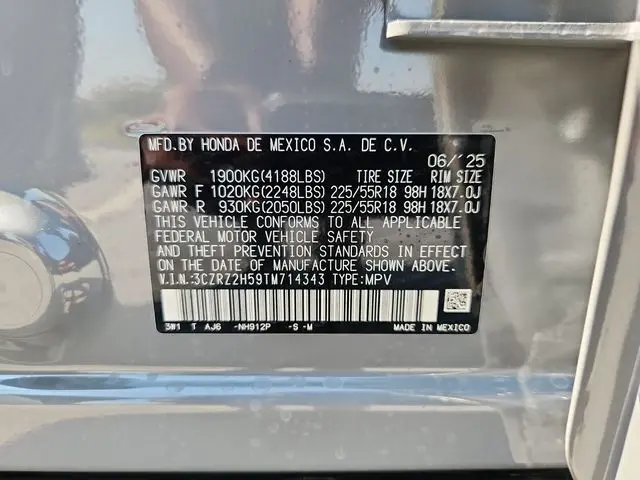 MFD.BY HONDA DE MEXICO S.A. DE C.V.
06/'25
GVWR 1900KG(4188LBS) TIRE SIZE RIM SIZE
GAWR F 1020KG(2248LBS) 225/55R18 98H 18X7.0J
GAWR R 930KG(2050LBS) 225/55R18 98H 18X7.0J
THIS VEHICLE CONFORMS TO ALL APPLICABLE
FEDERAL MOTOR VEHICLE SAFETY
AND THEFT PREVENTION STANDARDS IN EFFECT
ON THE DATE OF MANUFACTURE SHOWN ABOVE.
V.I.N.:3CZRZ2H59TM714343 TYPE:MPV
3W1 T AJ6 -NH912P -S -M MADE IN MEXICO